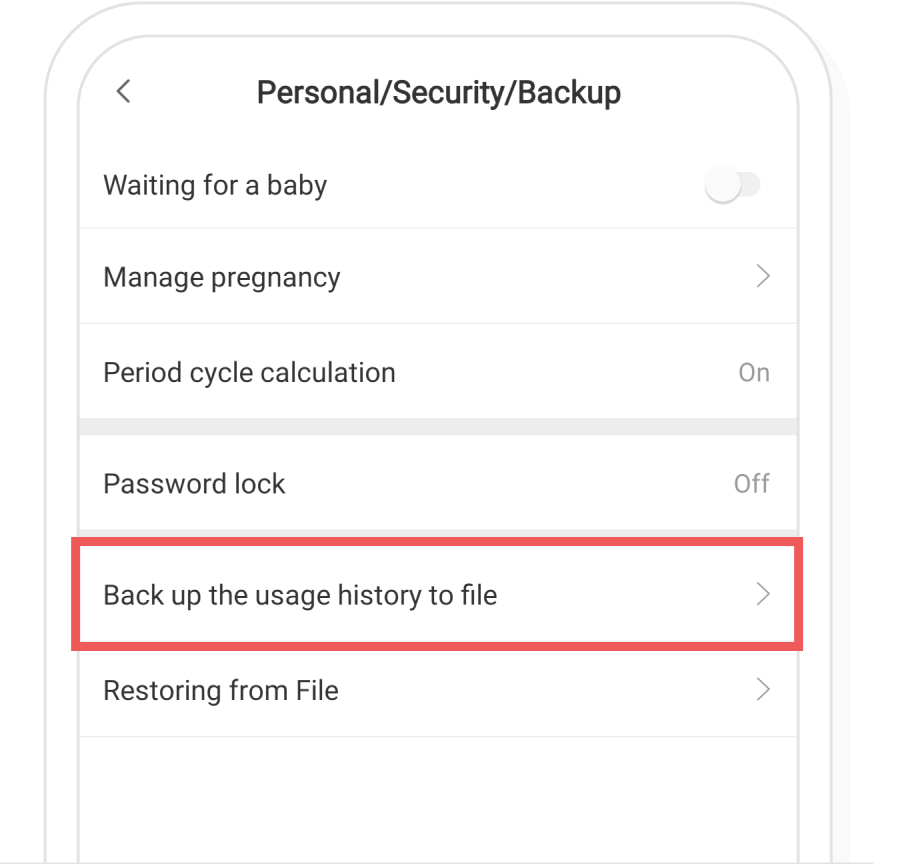 Personal/Security/Backup
Waiting for a baby
Manage pregnancy
Period cycle calculation On
Password lock Off
Back up the usage history to file
Restoring from File